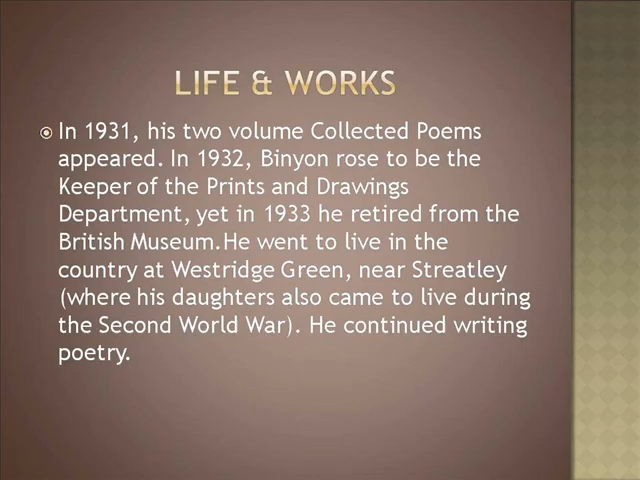 LIFE & WORKS
In 1931, his two volume Collected Poems
appeared. In 1932, Binyon rose to be the
Keeper of the Prints and Drawings
Department, yet in 1933 he retired from the
British Museum.He went to live in the
country at Westridge Green, near Streatley
(where his daughters also came to live during
the Second World War). He continued writing
poetry.